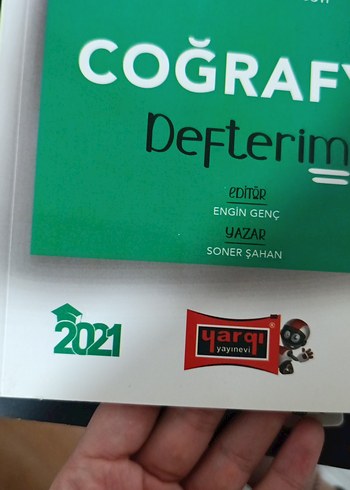 COĞRAFY
Defterim
EDİTÖR
ENGİN GENÇ
YAZAR
SONER ŞAHAN
2021
yargı
yayınevi